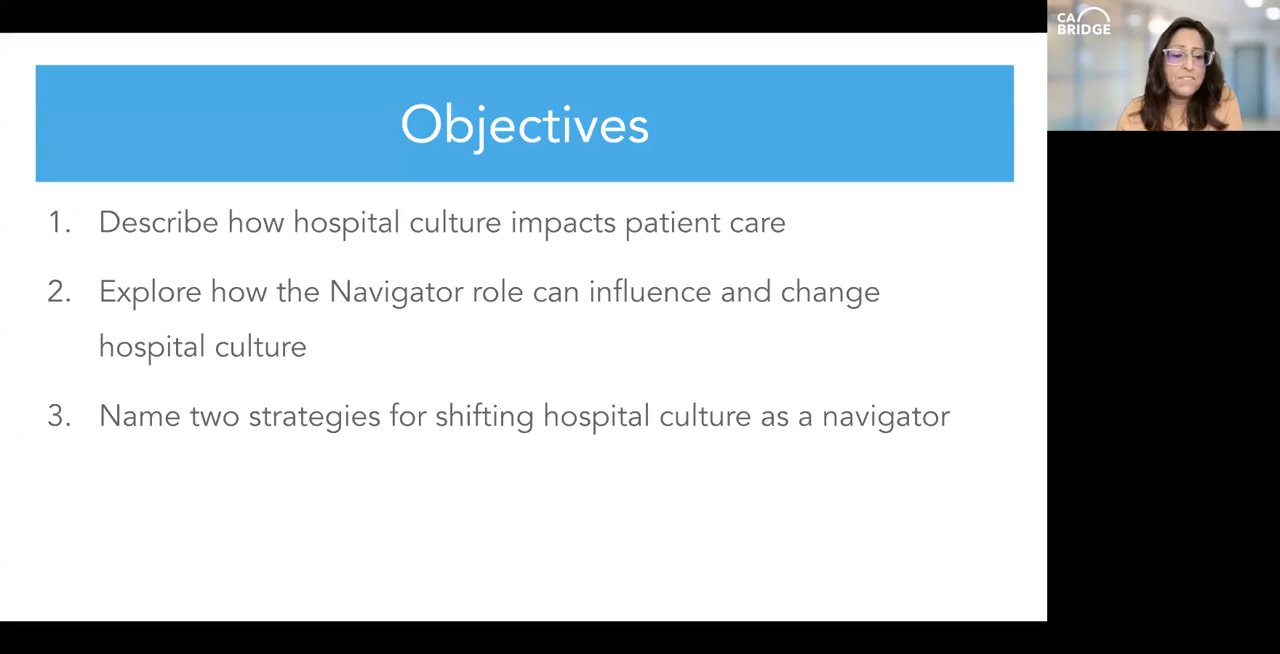 CA
BRIDGE
Objectives
1. Describe how hospital culture impacts patient care
2. Explore how the Navigator role can influence and change
hospital culture
3. Name two strategies for shifting hospital culture as a navigator